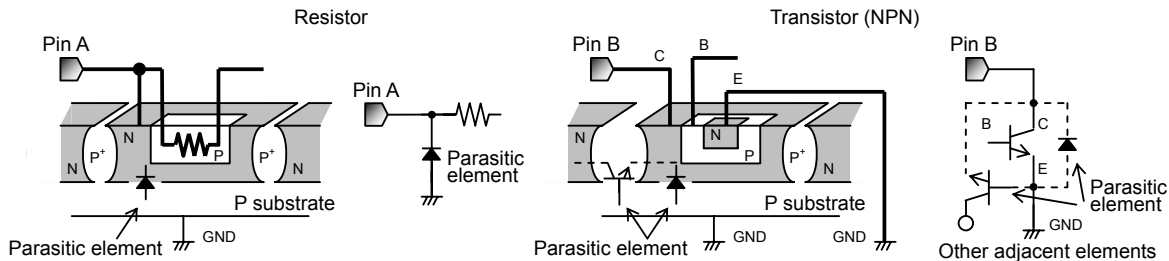 Resistor
Pin A
N
P+
N
P
P+
N
Parasitic element
P substrate
GND
Pin A
Parasitic
element
Transistor (NPN)
Pin B
C
B
E
N
P+
N
N
P
P+
N
P substrate
Parasitic element
GND
GND
Pin B
B
C
E
Parasitic
element
Other adjacent elements